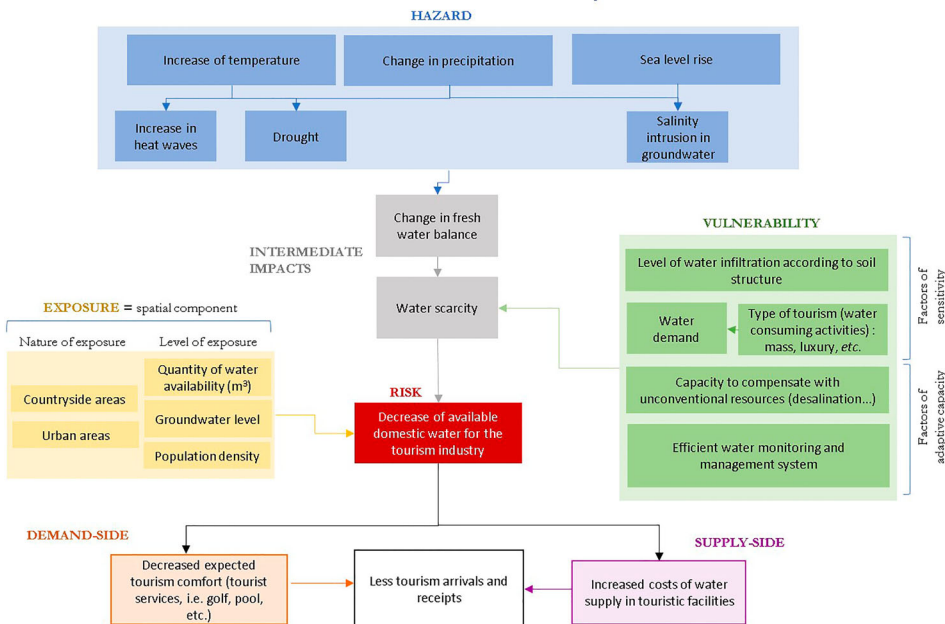 HAZARD
Increase of temperature
Change in precipitation
Sea level rise
Increase in
heat waves
Drought
Salinity
intrusion in
groundwater
Change in fresh
water balance
INTERMEDIATE
IMPACTS
Water scarcity
VULNERABILITY
Level of water infiltration according to soil
structure
Water
demand
Type of tourism (water
consuming activities) :
mass, luxury, etc.
Factors of
sensitivity
Capacity to compensate with
unconventional resources (desalination...)
Efficient water monitoring and
management system
Factors of
adaptive capacity
EXPOSURE = spatial component
Nature of exposure
Level of exposure
Countryside areas
Urban areas
Quantity of water
availability (m³)
Groundwater level
Population density
RISK
Decrease of available
domestic water for the
tourism industry
DEMAND-SIDE
Decreased expected
tourism comfort (tourist
services, i.e. golf, pool,
etc.)
Less tourism arrivals and
receipts
SUPPLY-SIDE
Increased costs of water
supply in touristic facilities